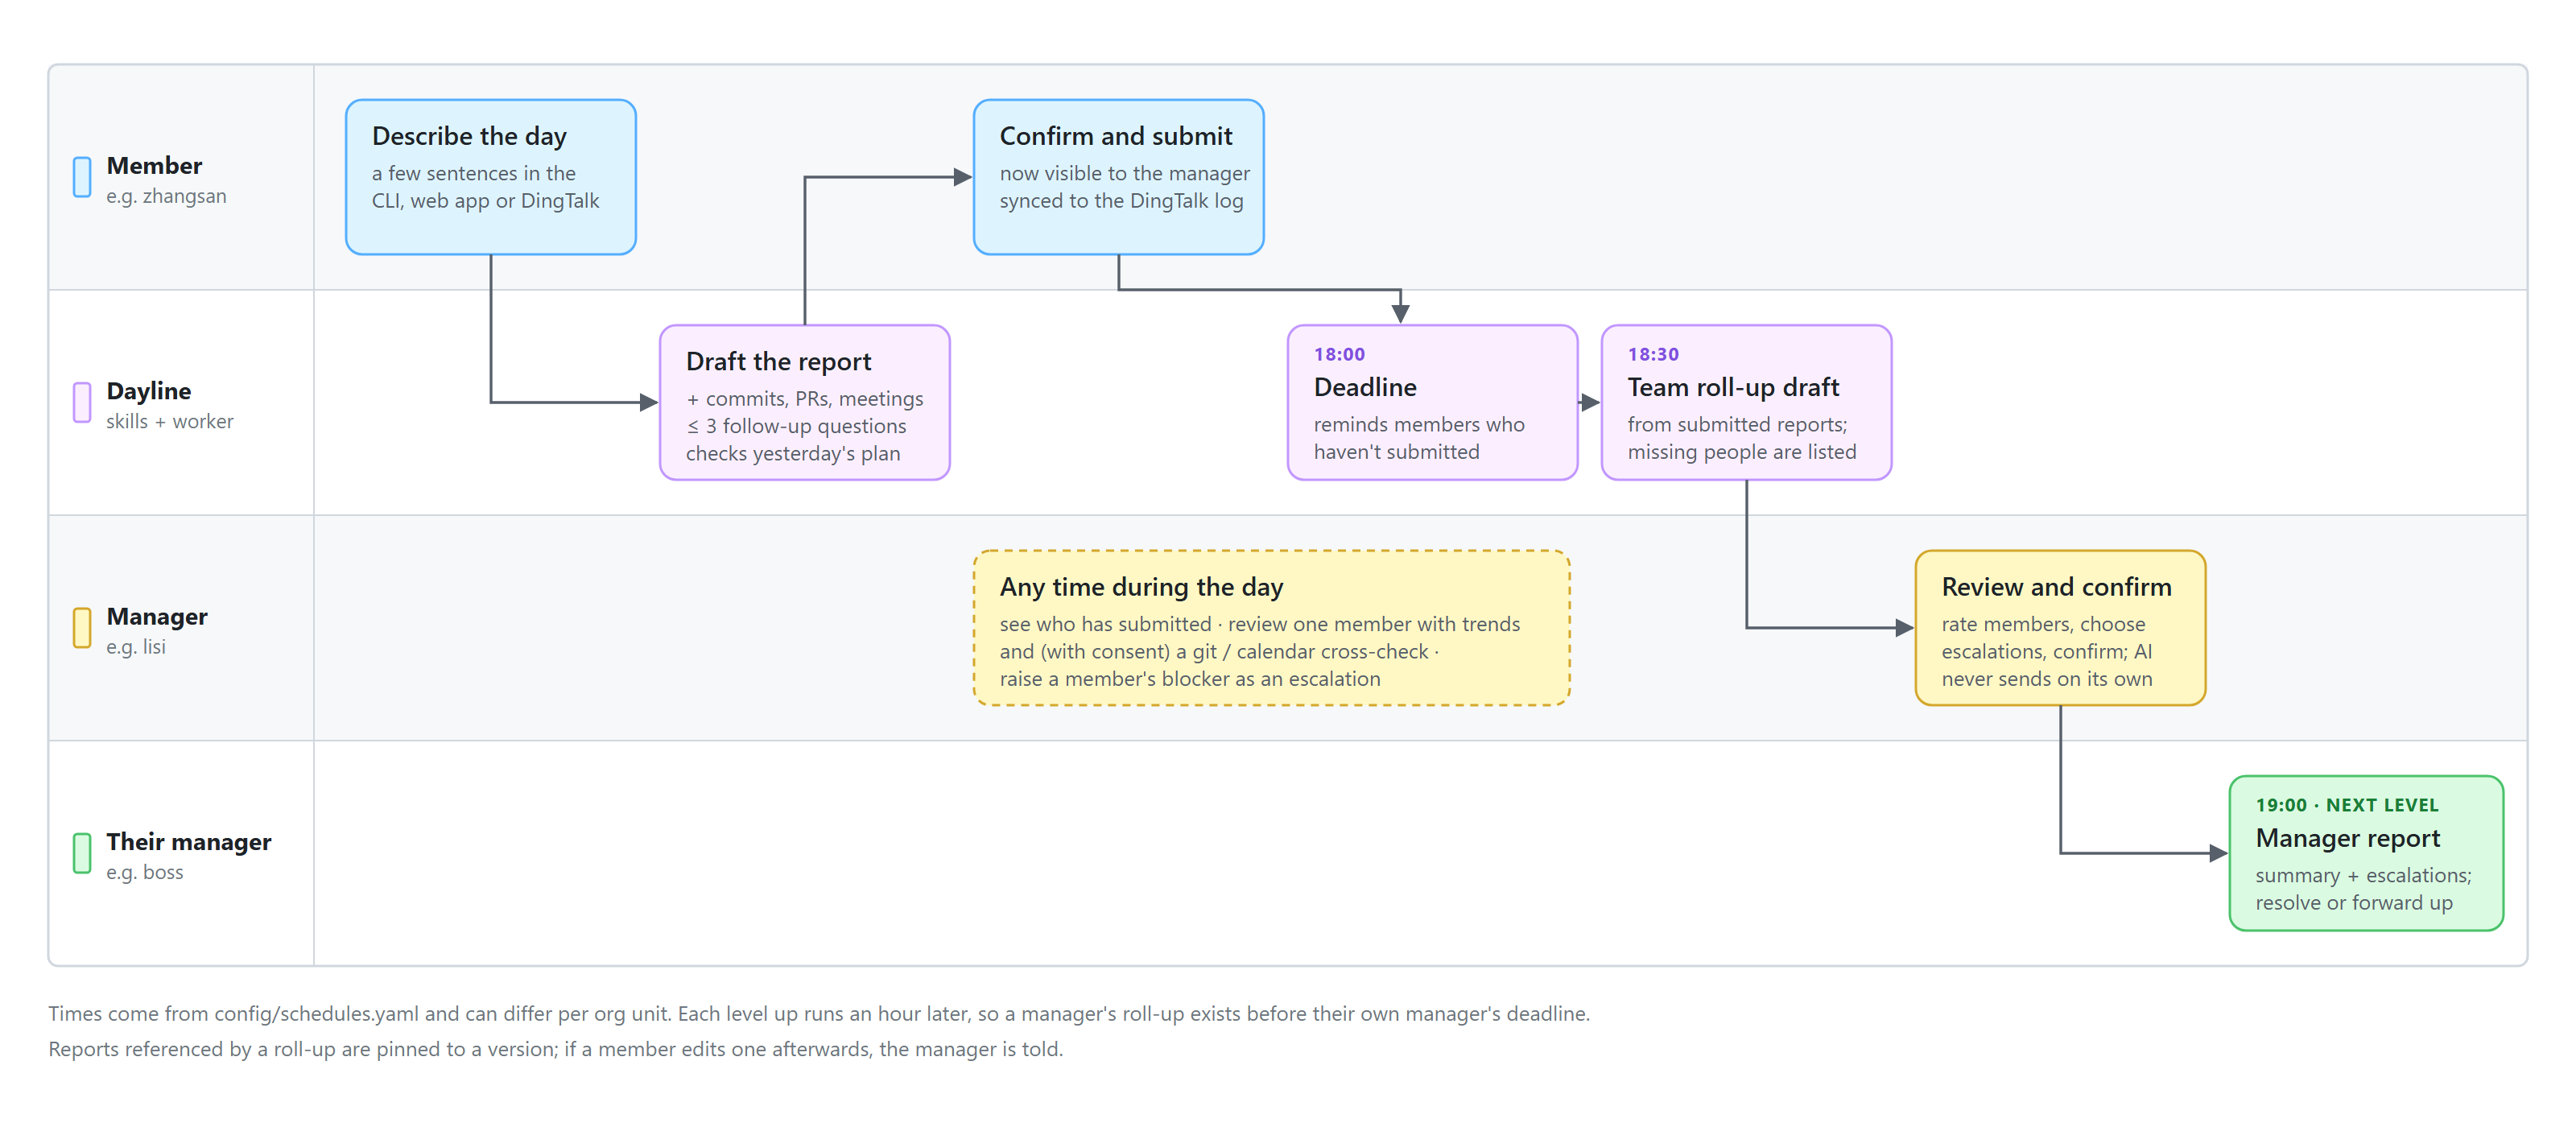 Member
e.g. zhangsan
Describe the day
a few sentences in the
CLI, web app or DingTalk
Confirm and submit
now visible to the manager
synced to the DingTalk log
Dayline
skills + worker
Draft the report
+ commits, PRs, meetings
≤ 3 follow-up questions
checks yesterday's plan
18:00
Deadline
reminds members who
haven't submitted
18:30
Team roll-up draft
from submitted reports;
missing people are listed
Manager
e.g. lisi
Any time during the day
see who has submitted · review one member with trends
and (with consent) a git / calendar cross-check ·
raise a member's blocker as an escalation
Review and confirm
rate members, choose
escalations, confirm; AI
never sends on its own
Their manager
e.g. boss
19:00 · NEXT LEVEL
Manager report
summary + escalations;
resolve or forward up
Times come from config/schedules.yaml and can differ per org unit. Each level up runs an hour later, so a manager's roll-up exists before their own manager's deadline.
Reports referenced by a roll-up are pinned to a version; if a member edits one afterwards, the manager is told.